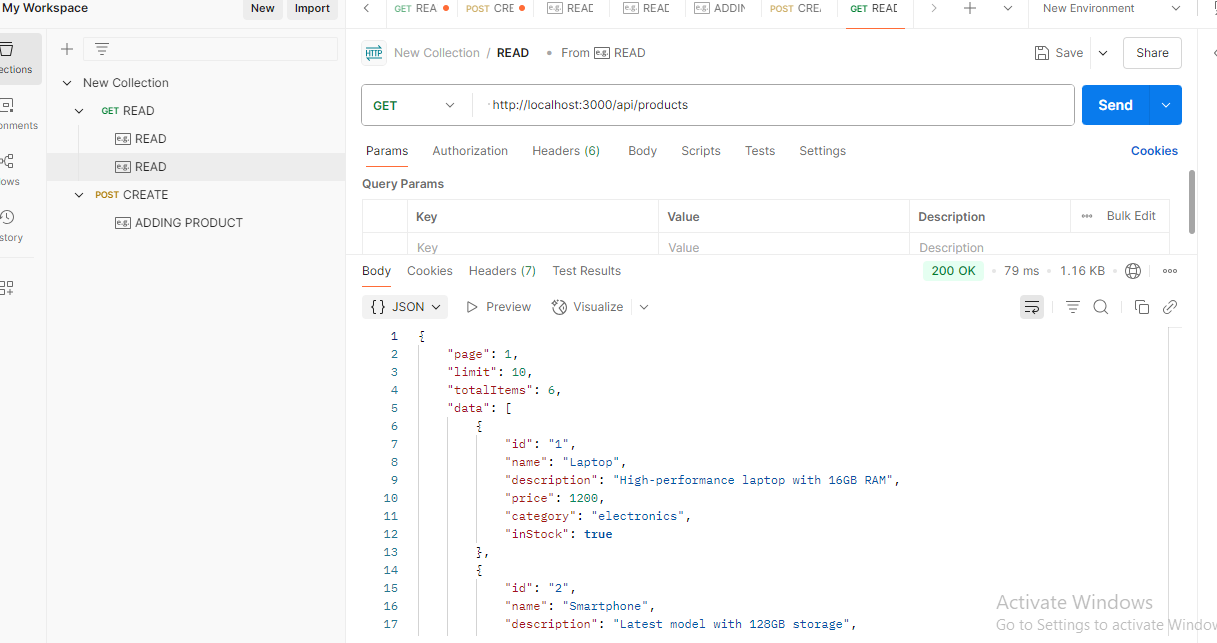 My Workspace New Import GET REA POST CRE e.g. READ e.g. READ e.g. ADDIN POST CRE GET READ New Environment
ections
New Collection / READ • From e.g. READ Save Share
New Collection
GET READ
GET http://localhost:3000/api/products Send
onments
e.g. READ
e.g. READ
Params Authorization Headers (6) Body Scripts Tests Settings Cookies
ows
POST CREATE
Query Params
e.g. ADDING PRODUCT
Key Value Description Bulk Edit
story
Key Value Description
Body Cookies Headers (7) Test Results 200 OK • 79 ms • 1.16 KB
{} JSON Preview Visualize
1 {
2 "page": 1,
3 "limit": 10,
4 "totalItems": 6,
5 "data": [
6 {
7 "id": "1",
8 "name": "Laptop",
9 "description": "High-performance laptop with 16GB RAM",
10 "price": 1200,
11 "category": "electronics",
12 "inStock": true
13 },
14 {
15 "id": "2",
16 "name": "Smartphone",
17 "description": "Latest model with 128GB storage",
Activate Windows
Go to Settings to activate Window